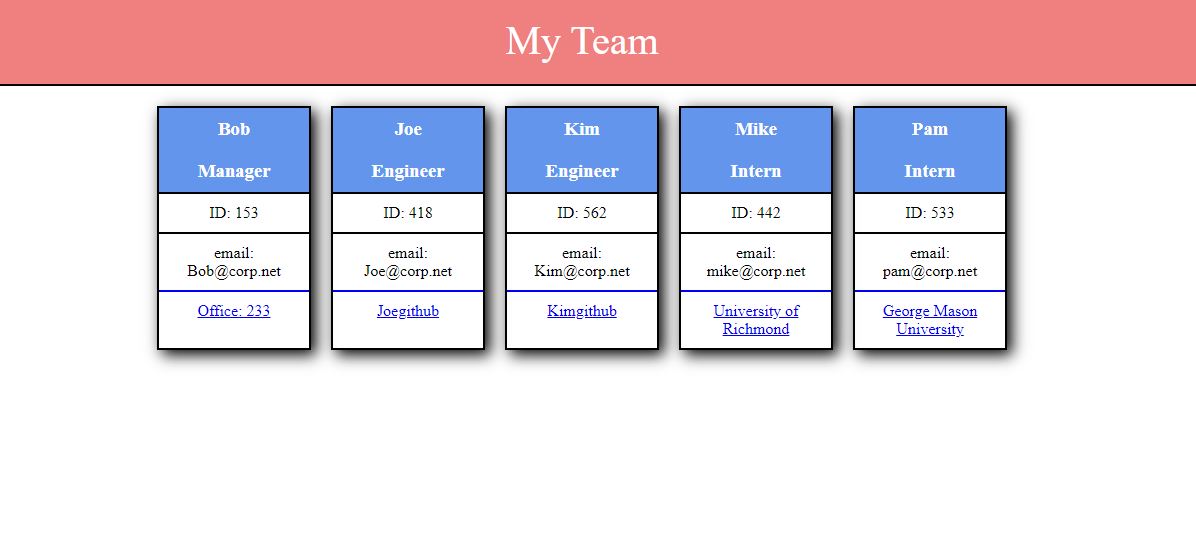 My Team
Bob
Manager
ID: 153
email:
Bob@corp.net
Office: 233
Joe
Engineer
ID: 418
email:
Joe@corp.net
Joegithub
Kim
Engineer
ID: 562
email:
Kim@corp.net
Kimgithub
Mike
Intern
ID: 442
email:
mike@corp.net
University of
Richmond
Pam
Intern
ID: 533
email:
pam@corp.net
George Mason
University